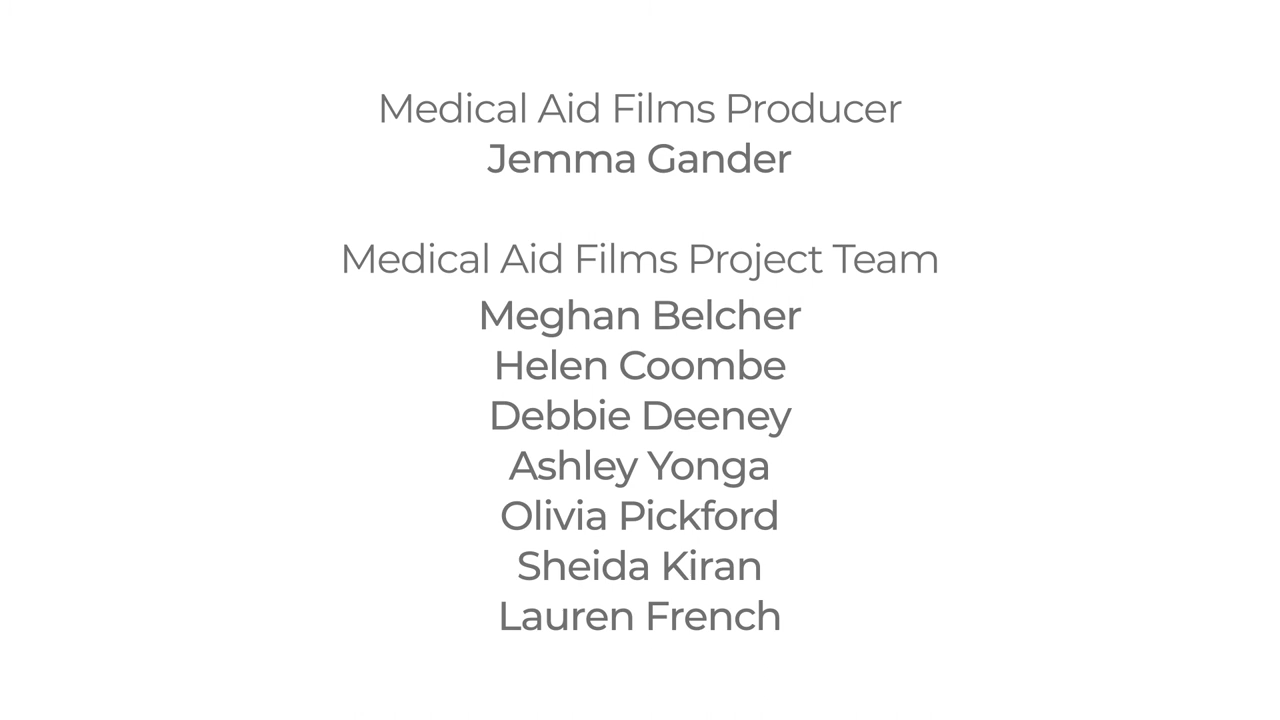 Medical Aid Films Producer
Jemma Gander
Medical Aid Films Project Team
Meghan Belcher
Helen Coombe
Debbie Deeney
Ashley Yonga
Olivia Pickford
Sheida Kiran
Lauren French